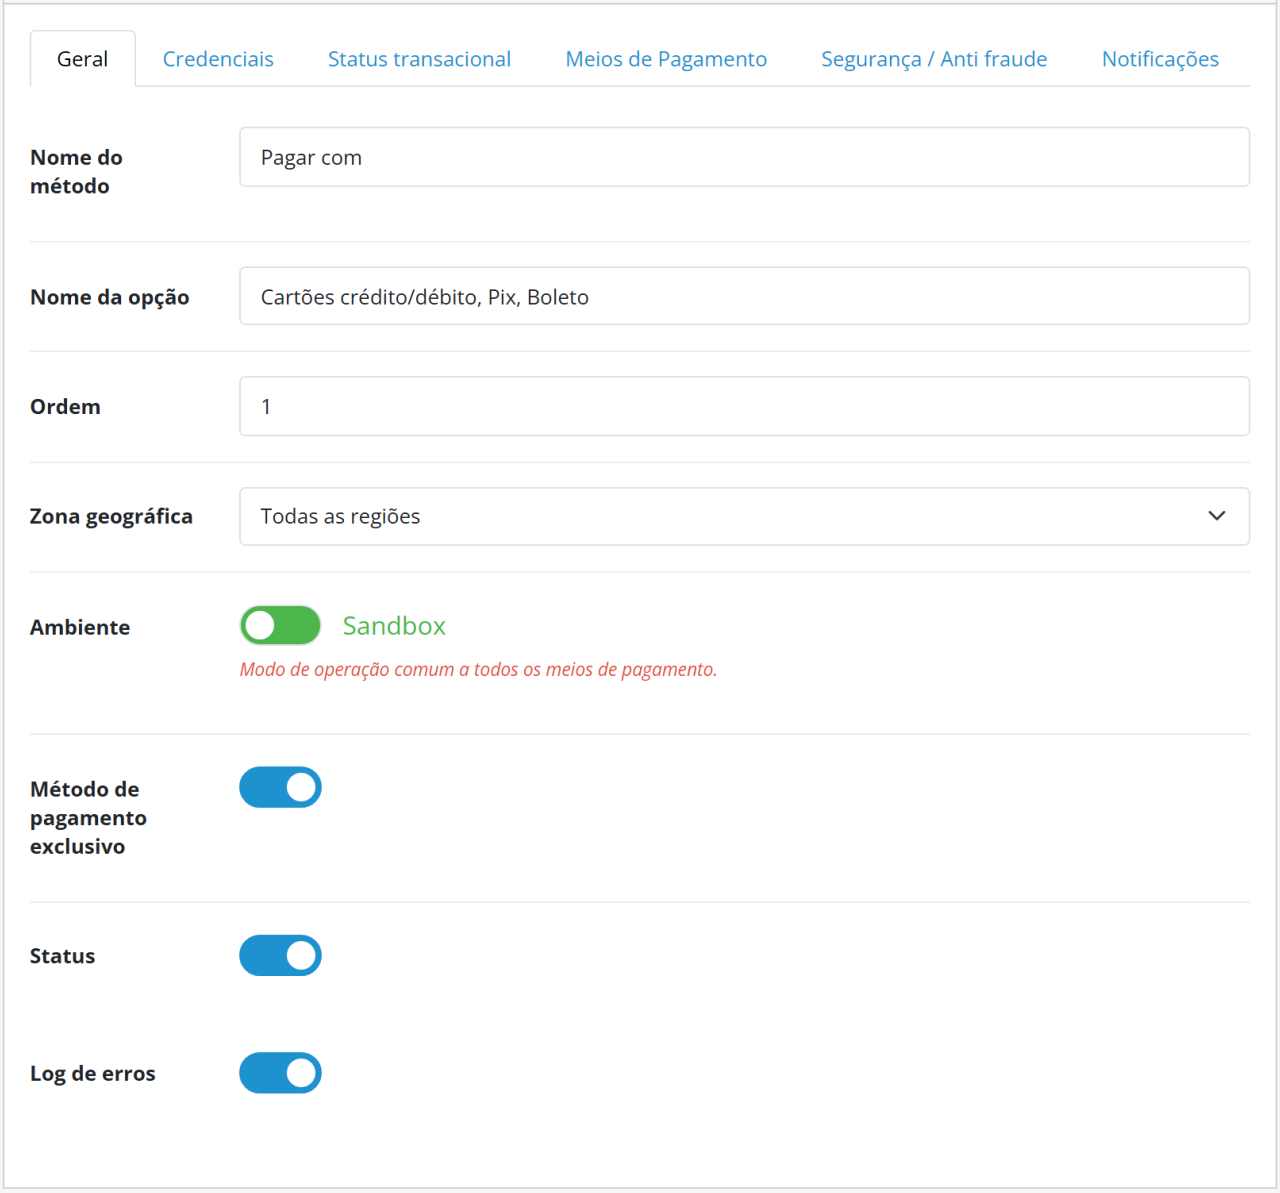 Geral Credenciais Status transacional Meios de Pagamento Segurança / Anti fraude Notificações
Nome do
método
Pagar com
Nome da opção
Cartões crédito/débito, Pix, Boleto
Ordem
1
Zona geográfica
Todas as regiões
Ambiente
Sandbox
Modo de operação comum a todos os meios de pagamento.
Método de
pagamento
exclusivo
Status
Log de erros